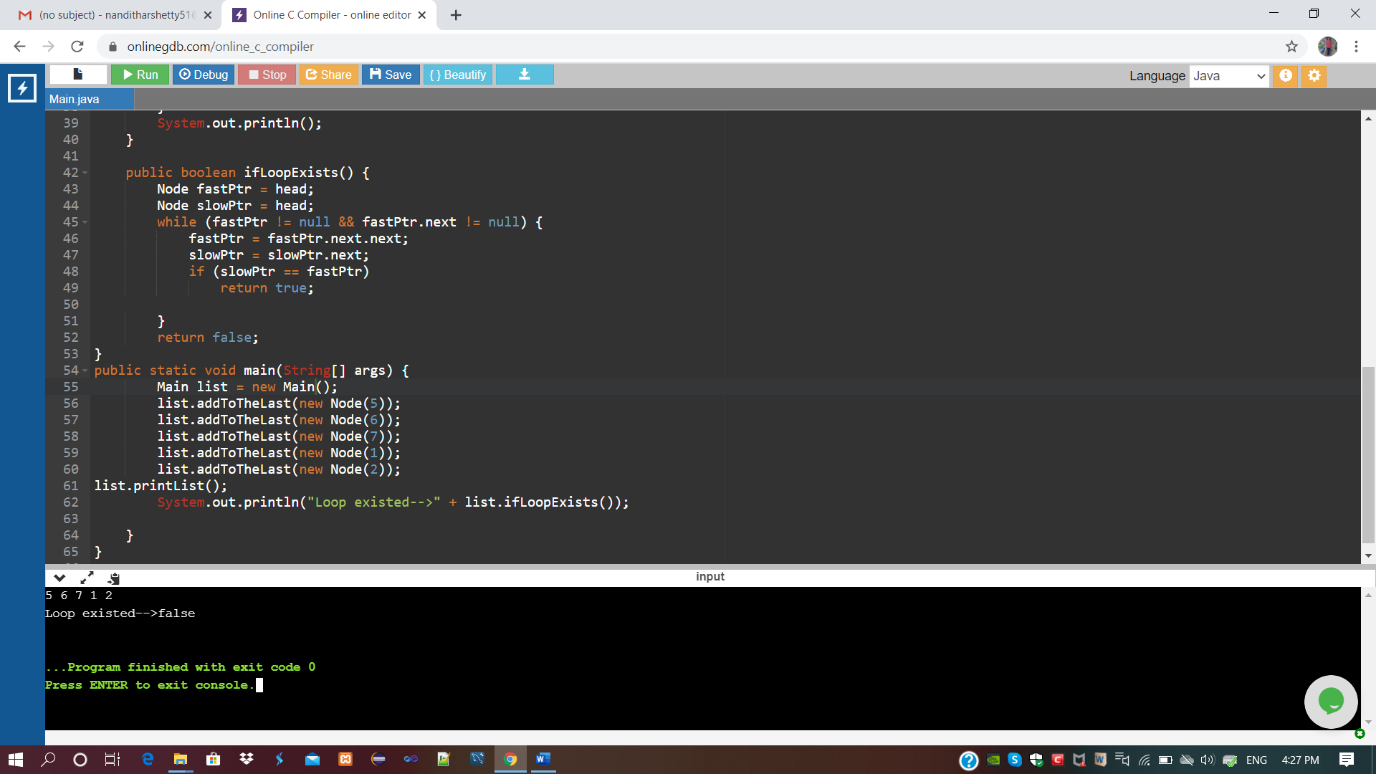 (no subject) - nanditharshetty516
Online C Compiler - online editor
onlinegdb.com/online_c_compiler
Run Debug Stop Share Save {} Beautify Language Java
Main.java
39 System.out.println();
40 }
41
42 public boolean ifLoopExists() {
43 Node fastPtr = head;
44 Node slowPtr = head;
45 while (fastPtr != null && fastPtr.next != null) {
46 fastPtr = fastPtr.next.next;
47 slowPtr = slowPtr.next;
48 if (slowPtr == fastPtr)
49 return true;
50
51 }
52 return false;
53 }
54 public static void main(String[] args) {
55 Main list = new Main();
56 list.addToTheLast(new Node(5));
57 list.addToTheLast(new Node(6));
58 list.addToTheLast(new Node(7));
59 list.addToTheLast(new Node(1));
60 list.addToTheLast(new Node(2));
61 list.printList();
62 System.out.println("Loop existed-->" + list.ifLoopExists());
63
64 }
65 }
input
5 6 7 1 2
Loop existed-->false
...Program finished with exit code 0
Press ENTER to exit console.
ENG 4:27 PM